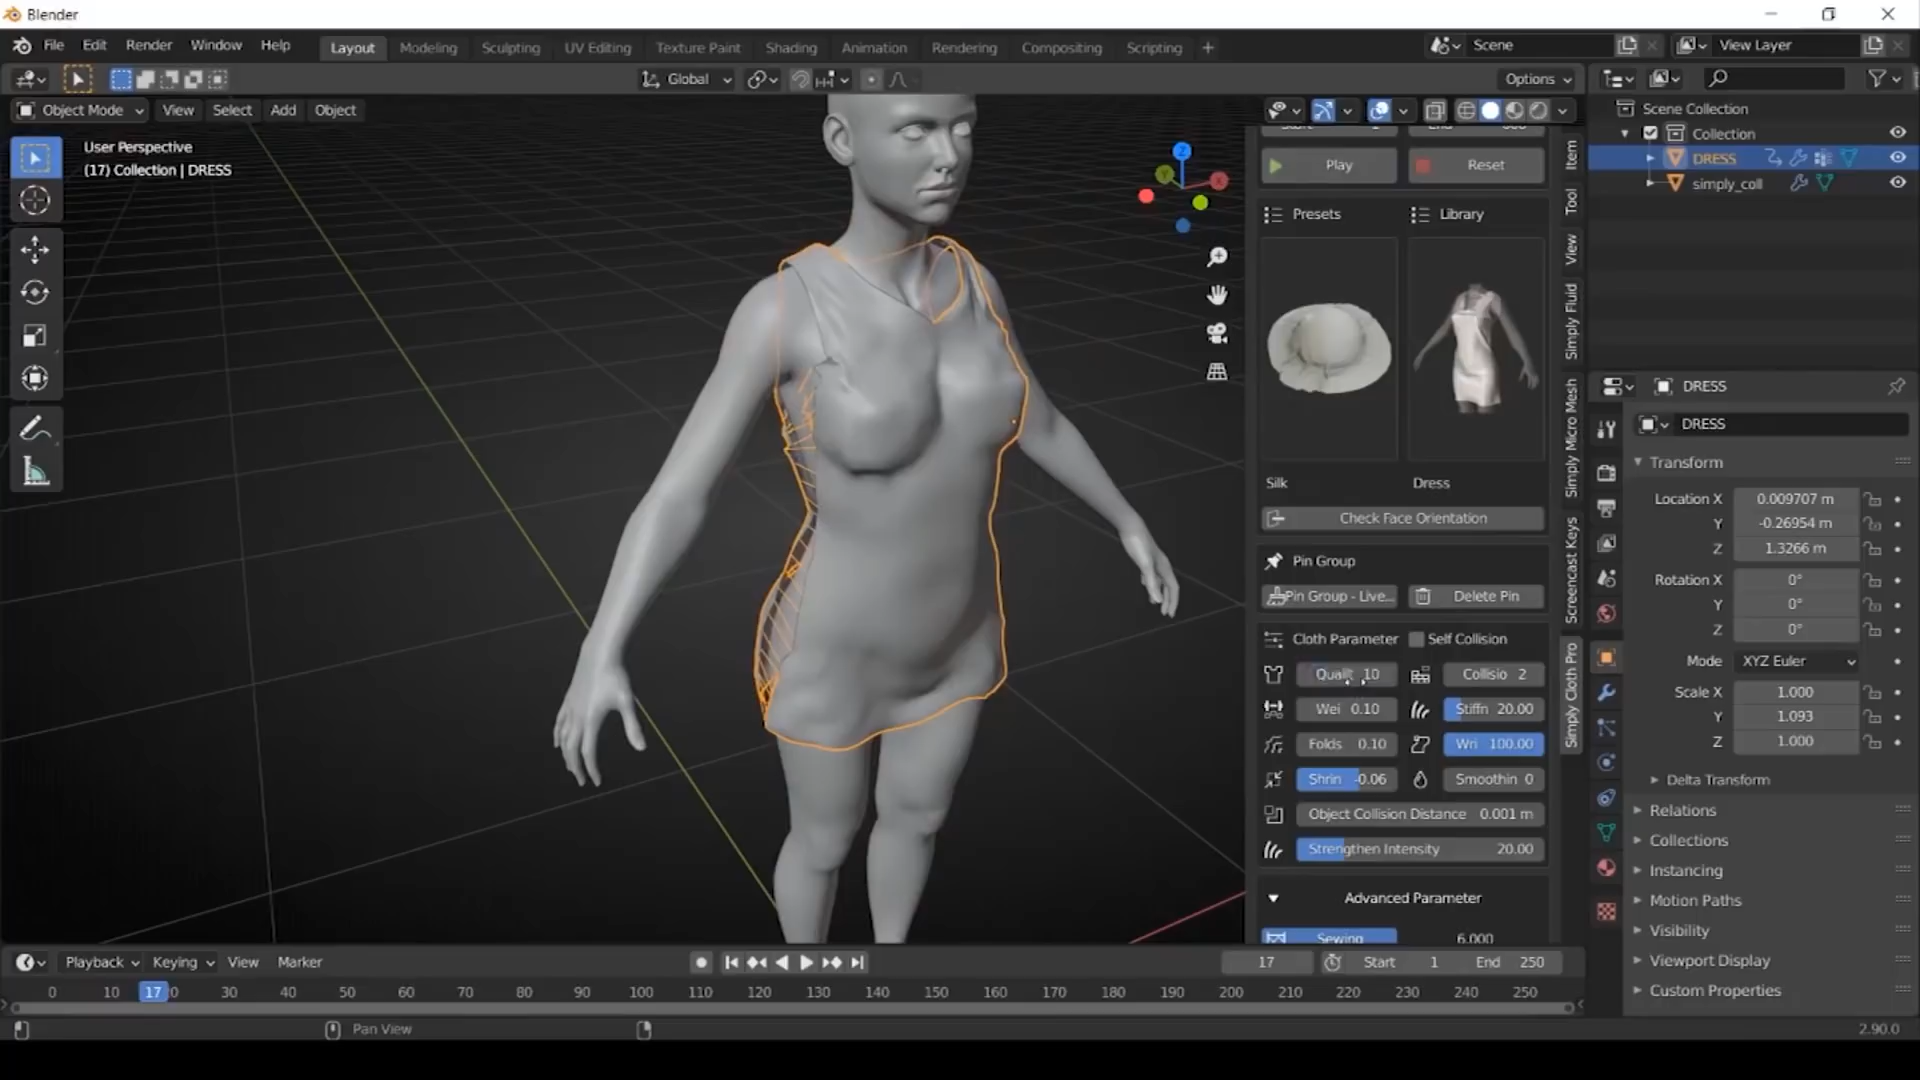 Blender
File Edit Render Window Help Layout Modeling Sculpting UV Editing Texture Paint Shading Animation Rendering Compositing Scripting + Scene View Layer
Global Options
Object Mode View Select Add Object
User Perspective
(17) Collection | DRESS
Z
Y
X
Start 1 End
Play Reset
Presets Library
Silk Dress
Check Face Orientation
Pin Group
Pin Group - Live... Delete Pin
Cloth Parameter Self Collision
Qualit 10 Collisio 2
Wei 0.10 Stiffn 20.00
Folds 0.10 Wri 100.00
Shrin -0.06 Smoothin 0
Object Collision Distance 0.001 m
Strengthen Intensity 20.00
Advanced Parameter
Sewing 6.000
Item
Tool
View
Simply Fluid
Simply Micro Mesh
Screencast Keys
Simply Cloth Pro
Scene Collection
Collection
DRESS
simply_coll
DRESS
DRESS
Transform
Location X 0.009707 m
Y -0.26954 m
Z 1.3266 m
Rotation X 0°
Y 0°
Z 0°
Mode XYZ Euler
Scale X 1.000
Y 1.093
Z 1.000
Delta Transform
Relations
Collections
Instancing
Motion Paths
Visibility
Viewport Display
Custom Properties
Playback Keying View Marker 17 Start 1 End 250
0 10 17 30 40 50 60 70 80 90 100 110 120 130 140 150 160 170 180 190 200 210 220 230 240 250
Pan View 2.90.0